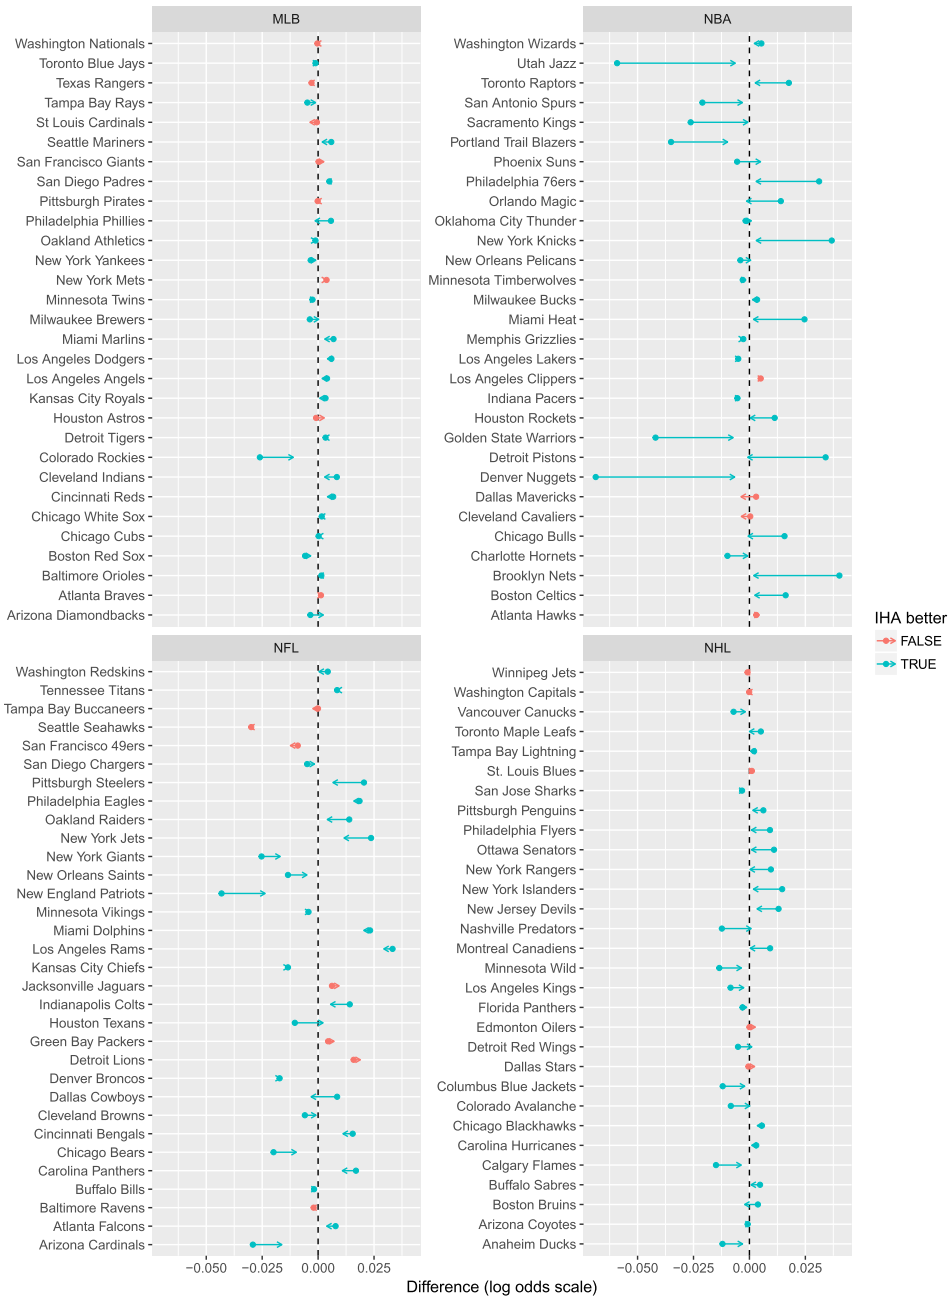 MLB
Washington Nationals
Toronto Blue Jays
Texas Rangers
Tampa Bay Rays
St Louis Cardinals
Seattle Mariners
San Francisco Giants
San Diego Padres
Pittsburgh Pirates
Philadelphia Phillies
Oakland Athletics
New York Yankees
New York Mets
Minnesota Twins
Milwaukee Brewers
Miami Marlins
Los Angeles Dodgers
Los Angeles Angels
Kansas City Royals
Houston Astros
Detroit Tigers
Colorado Rockies
Cleveland Indians
Cincinnati Reds
Chicago White Sox
Chicago Cubs
Boston Red Sox
Baltimore Orioles
Atlanta Braves
Arizona Diamondbacks
NBA
Washington Wizards
Utah Jazz
Toronto Raptors
San Antonio Spurs
Sacramento Kings
Portland Trail Blazers
Phoenix Suns
Philadelphia 76ers
Orlando Magic
Oklahoma City Thunder
New York Knicks
New Orleans Pelicans
Minnesota Timberwolves
Milwaukee Bucks
Miami Heat
Memphis Grizzlies
Los Angeles Lakers
Los Angeles Clippers
Indiana Pacers
Houston Rockets
Golden State Warriors
Detroit Pistons
Denver Nuggets
Dallas Mavericks
Cleveland Cavaliers
Chicago Bulls
Charlotte Hornets
Brooklyn Nets
Boston Celtics
Atlanta Hawks
NFL
Washington Redskins
Tennessee Titans
Tampa Bay Buccaneers
Seattle Seahawks
San Francisco 49ers
San Diego Chargers
Pittsburgh Steelers
Philadelphia Eagles
Oakland Raiders
New York Jets
New York Giants
New Orleans Saints
New England Patriots
Minnesota Vikings
Miami Dolphins
Los Angeles Rams
Kansas City Chiefs
Jacksonville Jaguars
Indianapolis Colts
Houston Texans
Green Bay Packers
Detroit Lions
Denver Broncos
Dallas Cowboys
Cleveland Browns
Cincinnati Bengals
Chicago Bears
Carolina Panthers
Buffalo Bills
Baltimore Ravens
Atlanta Falcons
Arizona Cardinals
−0.050 −0.025 0.000 0.025
NHL
Winnipeg Jets
Washington Capitals
Vancouver Canucks
Toronto Maple Leafs
Tampa Bay Lightning
St. Louis Blues
San Jose Sharks
Pittsburgh Penguins
Philadelphia Flyers
Ottawa Senators
New York Rangers
New York Islanders
New Jersey Devils
Nashville Predators
Montreal Canadiens
Minnesota Wild
Los Angeles Kings
Florida Panthers
Edmonton Oilers
Detroit Red Wings
Dallas Stars
Columbus Blue Jackets
Colorado Avalanche
Chicago Blackhawks
Carolina Hurricanes
Calgary Flames
Buffalo Sabres
Boston Bruins
Arizona Coyotes
Anaheim Ducks
−0.050 −0.025 0.000 0.025
Difference (log odds scale)
IHA better
FALSE
TRUE